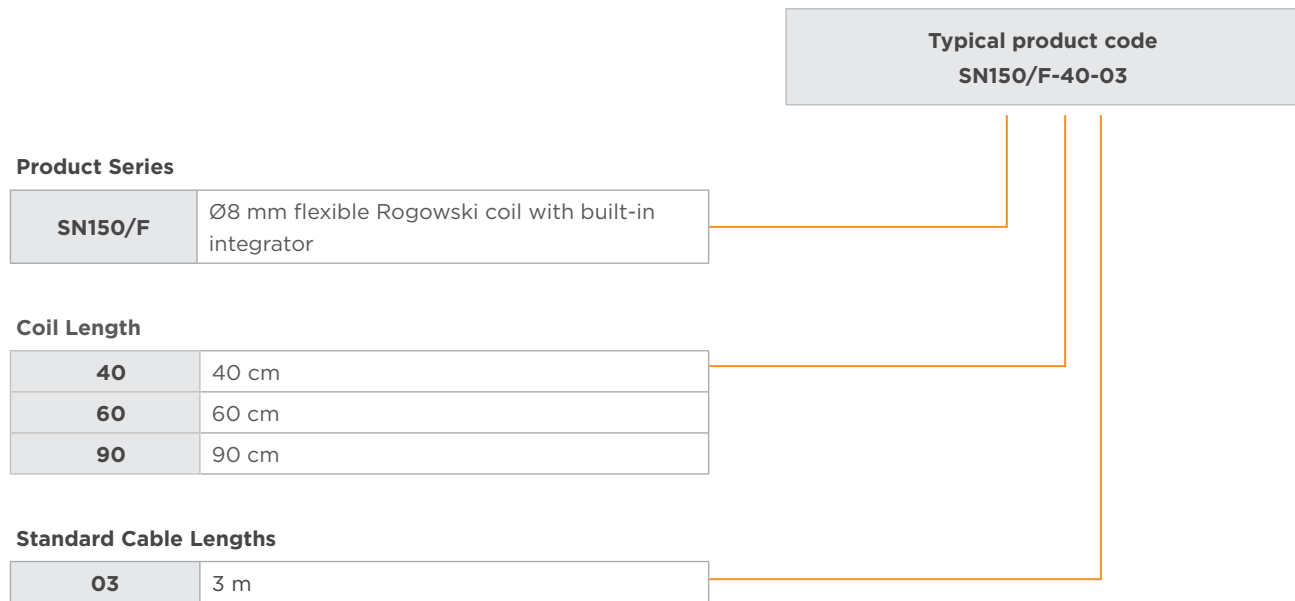 Typical product code
SN150/F-40-03
Product Series
SN150/F Ø8 mm flexible Rogowski coil with built-in
integrator
Coil Length
40 40 cm
60 60 cm
90 90 cm
Standard Cable Lengths
03 3 m